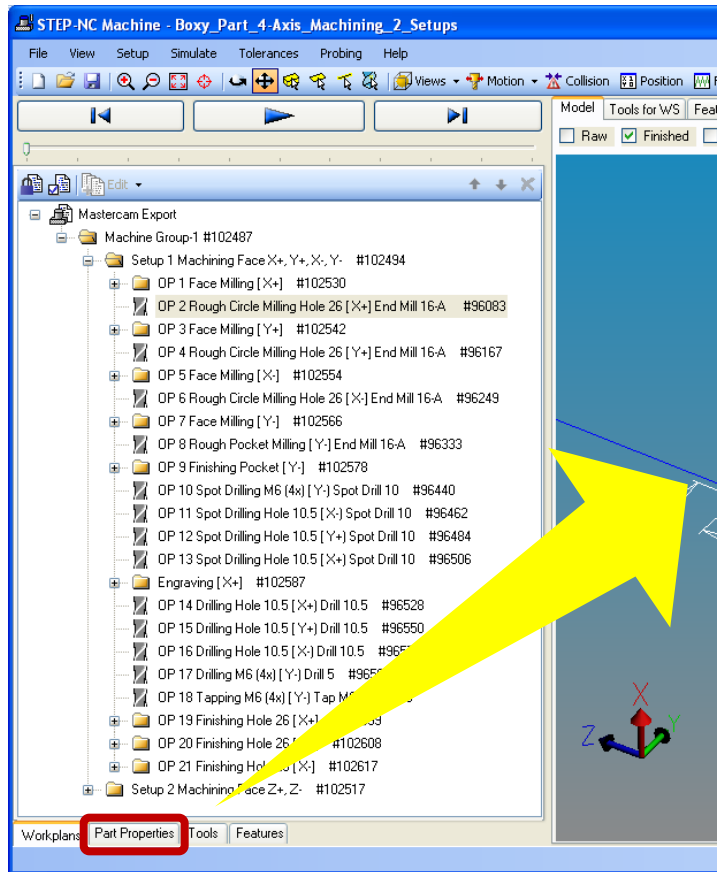 STEP-NC Machine - Boxy_Part_4-Axis_Machining_2_Setups
File View Setup Simulate Tolerances Probing Help
Views Motion Collision Position
Model Tools for WS
Raw Finished
Edit
Mastercam Export
Machine Group-1 #102487
Setup 1 Machining Face X+, Y+, X-, Y- #102494
OP 1 Face Milling [X+] #102530
OP 2 Rough Circle Milling Hole 26 [X+] End Mill 16-A #96083
OP 3 Face Milling [Y+] #102542
OP 4 Rough Circle Milling Hole 26 [Y+] End Mill 16-A #96167
OP 5 Face Milling [X-] #102554
OP 6 Rough Circle Milling Hole 26 [X-] End Mill 16-A #96249
OP 7 Face Milling [Y-] #102566
OP 8 Rough Pocket Milling [Y-] End Mill 16-A #96333
OP 9 Finishing Pocket [Y-] #102578
OP 10 Spot Drilling M6 (4x) [Y-) Spot Drill 10 #96440
OP 11 Spot Drilling Hole 10.5 [X-) Spot Drill 10 #96462
OP 12 Spot Drilling Hole 10.5 [Y+) Spot Drill 10 #96484
OP 13 Spot Drilling Hole 10.5 [X+) Spot Drill 10 #96506
Engraving [X+] #102587
OP 14 Drilling Hole 10.5 [X+) Drill 10.5 #96528
OP 15 Drilling Hole 10.5 [Y+) Drill 10.5 #96550
OP 16 Drilling Hole 10.5 [X-) Drill 10.5
OP 17 Drilling M6 (4x) [Y-) Drill 5
OP 18 Tapping M6 (4x) [Y-) Tap
OP 19 Finishing Hole 26 [X+]
OP 20 Finishing Hole 26 #102608
OP 21 Finishing [X-] #102617
Setup 2 Machining Face Z+, Z- #102517
X
Y
Z
Workplans Part Properties Tools Features